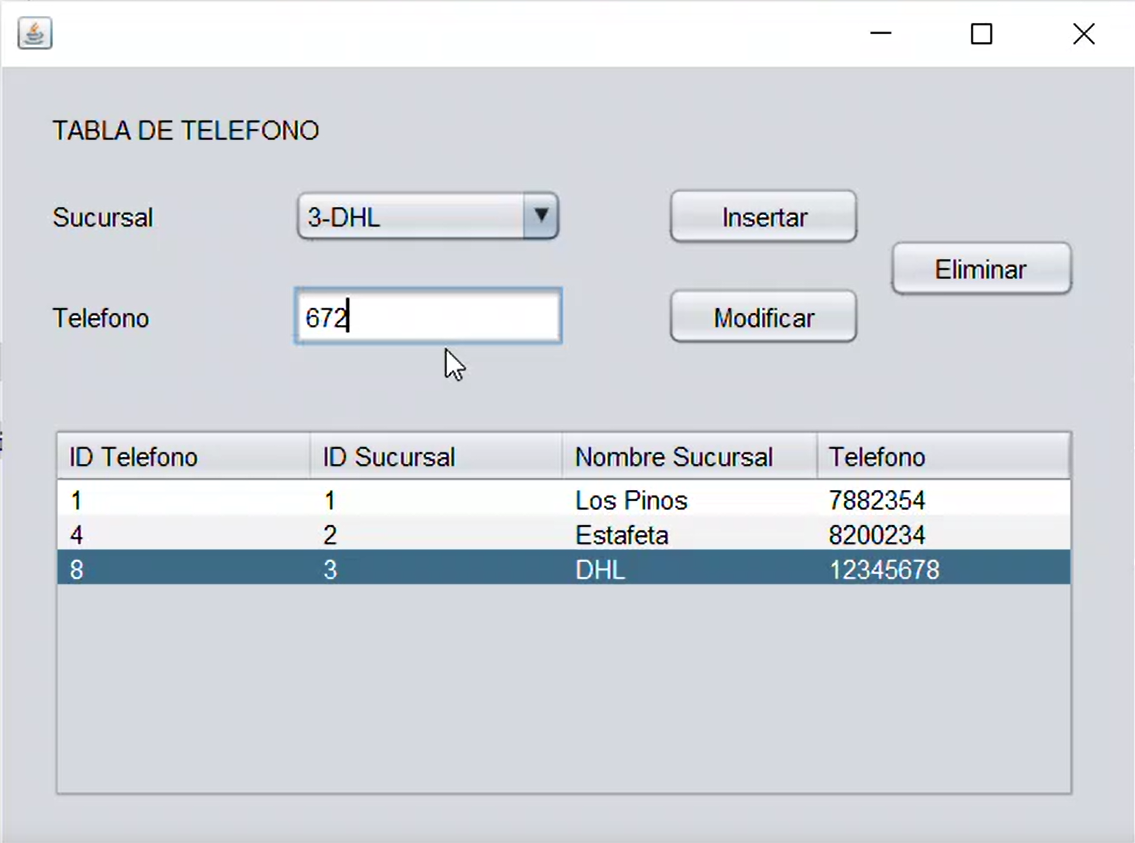 TABLA DE TELEFONO
Sucursal
3-DHL
Insertar
Eliminar
Telefono
672
Modificar
ID Telefono ID Sucursal Nombre Sucursal Telefono
1 1 Los Pinos 7882354
4 2 Estafeta 8200234
8 3 DHL 12345678